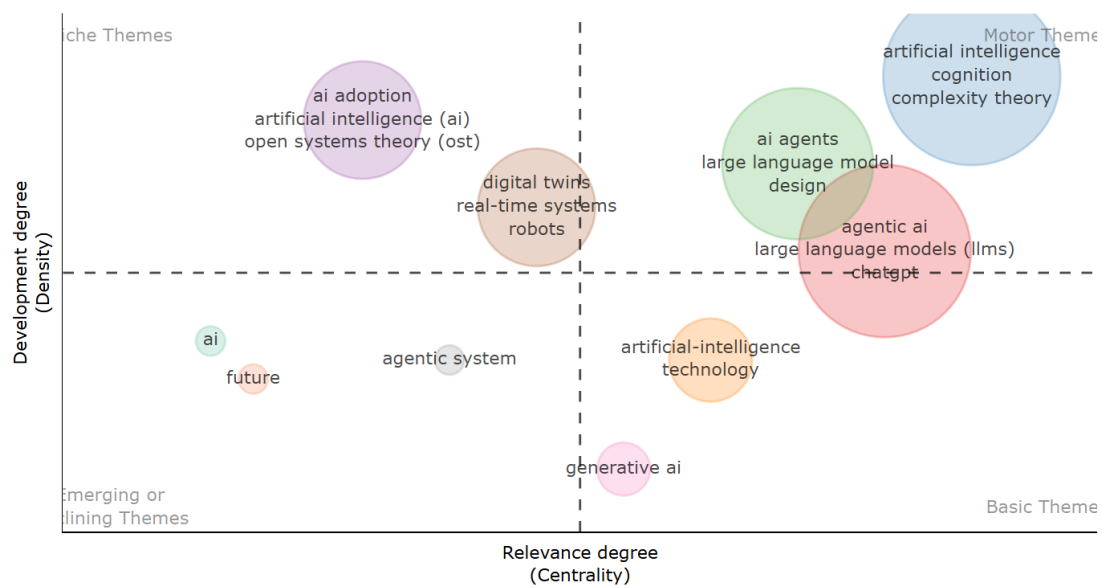 iche Themes
Motor Theme
artificial intelligence
cognition
complexity theory
ai adoption
artificial intelligence (ai)
open systems theory (ost)
ai agents
large language model
design
digital twins
real-time systems
robots
agentic ai
large language models (llms)
chatgpt
ai
future
agentic system
artificial-intelligence
technology
generative ai
Emerging or
clining Themes
Basic Theme
Development degree
(Density)
Relevance degree
(Centrality)